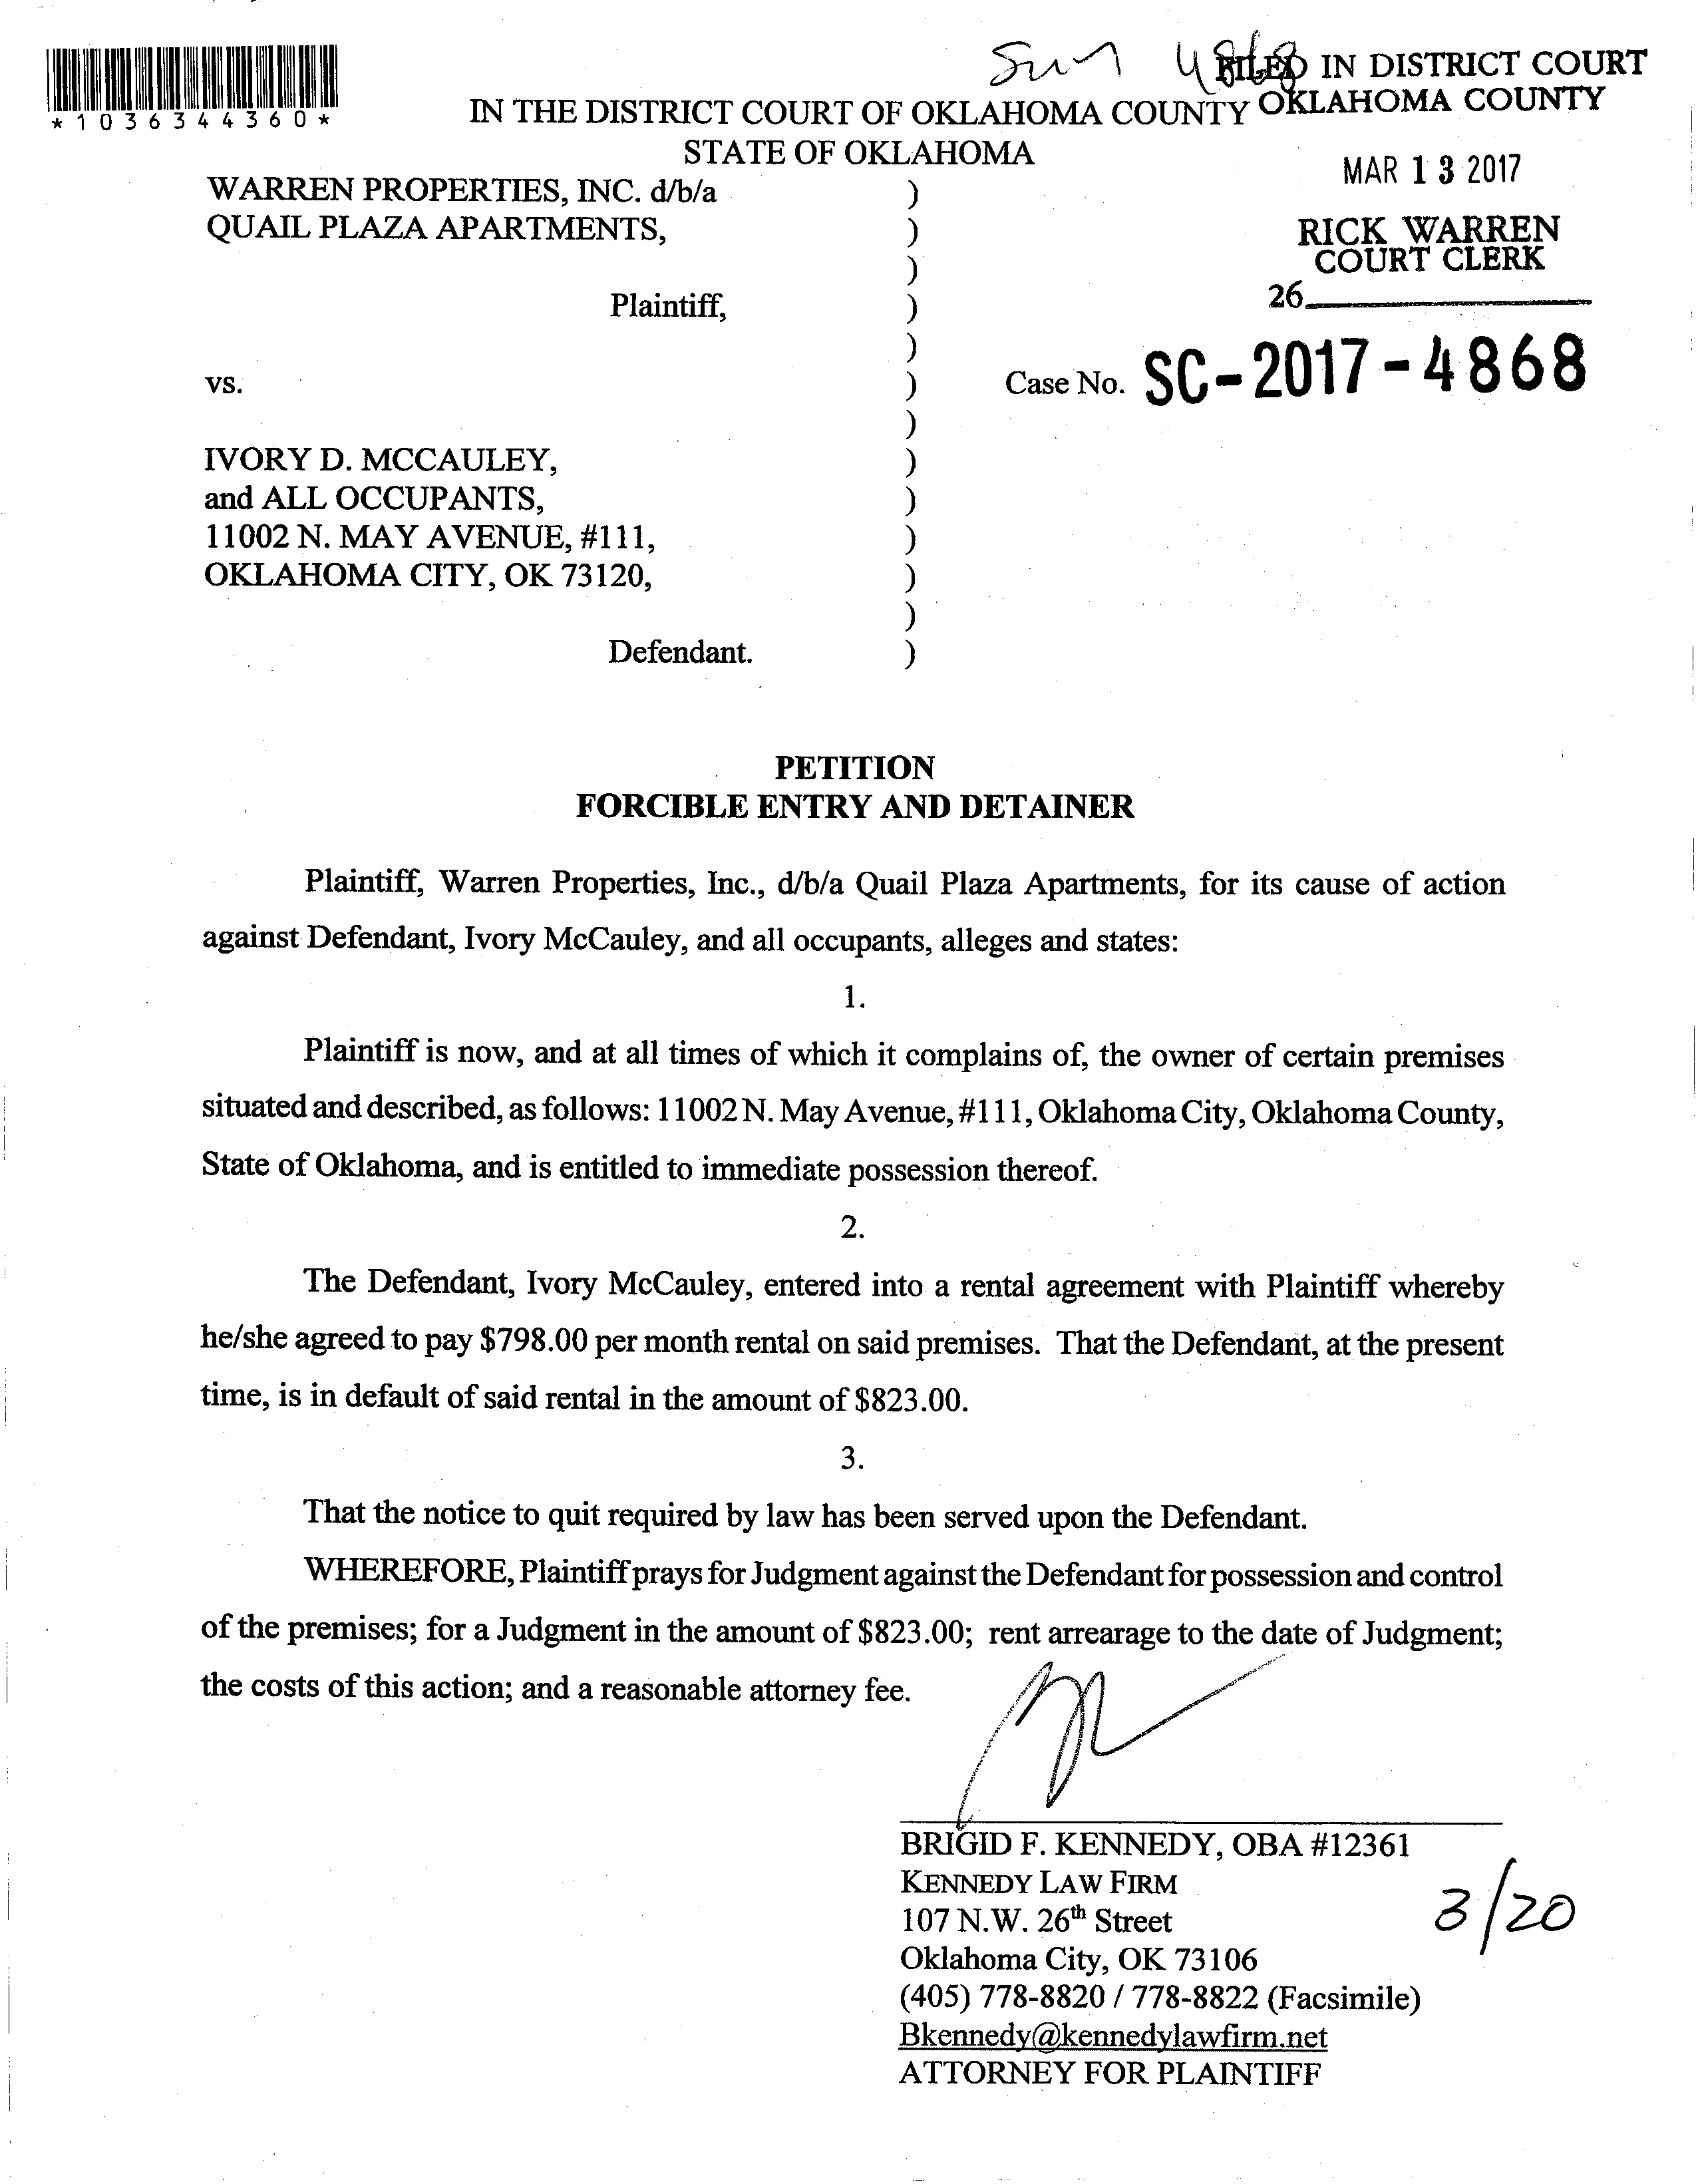 *1036344360*
4868
FILED IN DISTRICT COURT
OKLAHOMA COUNTY
IN THE DISTRICT COURT OF OKLAHOMA COUNTY
STATE OF OKLAHOMA
MAR 13 2017
RICK WARREN
COURT CLERK
26
WARREN PROPERTIES, INC. d/b/a )
QUAIL PLAZA APARTMENTS, )
)
Plaintiff, )
)
vs. ) Case No. SC-2017-4868
)
IVORY D. MCCAULEY, )
and ALL OCCUPANTS, )
11002 N. MAY AVENUE, #111, )
OKLAHOMA CITY, OK 73120, )
)
Defendant. )
PETITION
FORCIBLE ENTRY AND DETAINER
Plaintiff, Warren Properties, Inc., d/b/a Quail Plaza Apartments, for its cause of action
against Defendant, Ivory McCauley, and all occupants, alleges and states:
1.
Plaintiff is now, and at all times of which it complains of, the owner of certain premises
situated and described, as follows: 11002 N. May Avenue, #111, Oklahoma City, Oklahoma County,
State of Oklahoma, and is entitled to immediate possession thereof.
2.
The Defendant, Ivory McCauley, entered into a rental agreement with Plaintiff whereby
he/she agreed to pay $798.00 per month rental on said premises. That the Defendant, at the present
time, is in default of said rental in the amount of $823.00.
3.
That the notice to quit required by law has been served upon the Defendant.
WHEREFORE, Plaintiff prays for Judgment against the Defendant for possession and control
of the premises; for a Judgment in the amount of $823.00; rent arrearage to the date of Judgment;
the costs of this action; and a reasonable attorney fee.
BRIGID F. KENNEDY, OBA #12361
KENNEDY LAW FIRM
107 N.W. 26th Street
3/20
Oklahoma City, OK 73106
(405) 778-8820 / 778-8822 (Facsimile)
Bkennedy@kennedylawfirm.net
ATTORNEY FOR PLAINTIFF